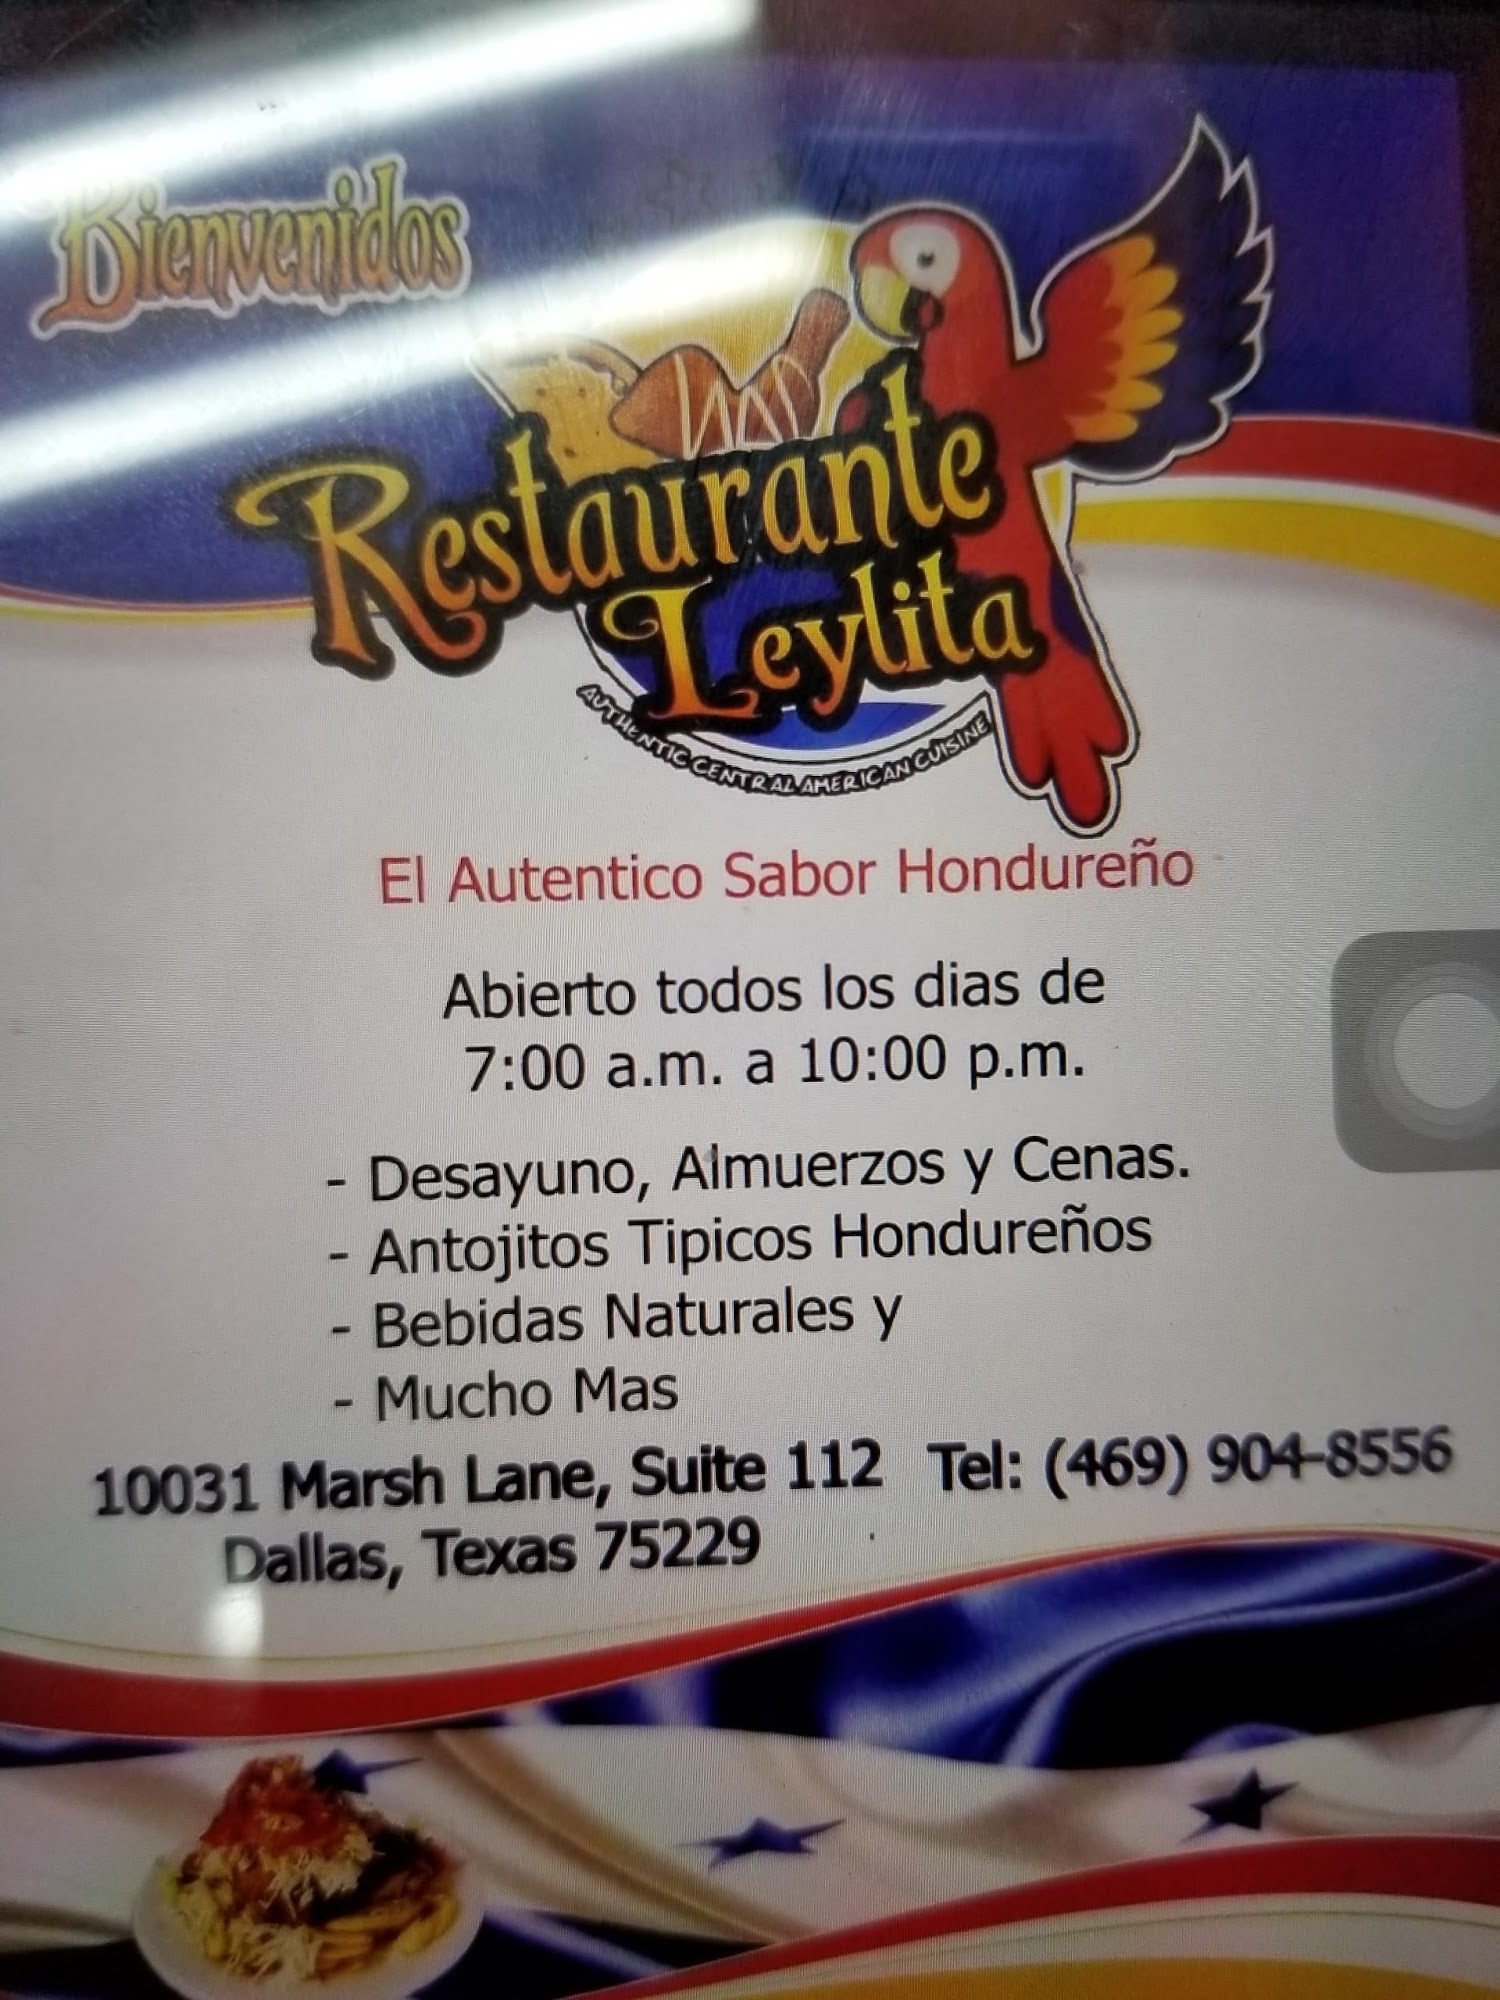 Bienvenidos
Restaurante
Leylita
AUTHENTIC CENTRAL AMERICAN CUISINE
El Autentico Sabor Hondureño
Abierto todos los dias de
7:00 a.m. a 10:00 p.m.
- Desayuno, Almuerzos y Cenas.
- Antojitos Tipicos Hondureños
- Bebidas Naturales y
- Mucho Mas
10031 Marsh Lane, Suite 112 Tel: (469) 904-8556
Dallas, Texas 75229